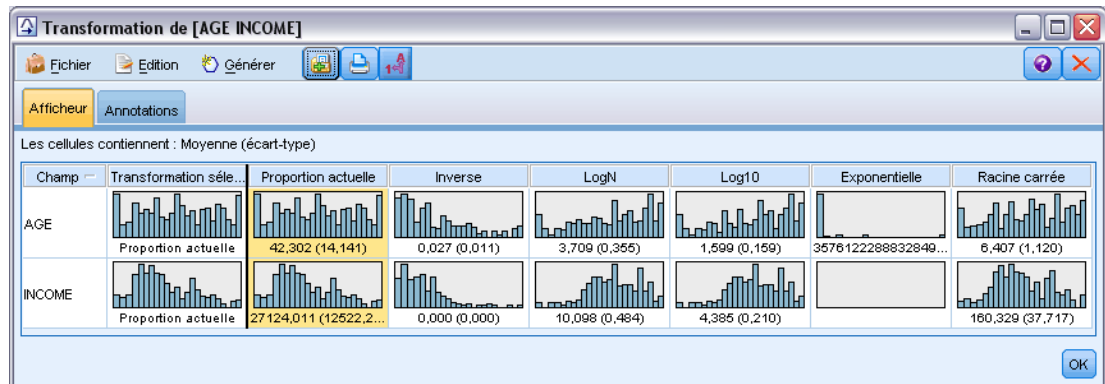 Transformation de [AGE INCOME]
Fichier Edition Générer
Afficheur Annotations
Les cellules contiennent : Moyenne (écart-type)
Champ Transformation séle... Proportion actuelle Inverse LogN Log10 Exponentielle Racine carrée
AGE
Proportion actuelle 42,302 (14,141) 0,027 (0,011) 3,709 (0,355) 1,599 (0,159) 3576122288832849... 6,407 (1,120)
INCOME
Proportion actuelle 27124,011 (12522,2... 0,000 (0,000) 10,098 (0,484) 4,385 (0,210) 160,329 (37,717)
OK